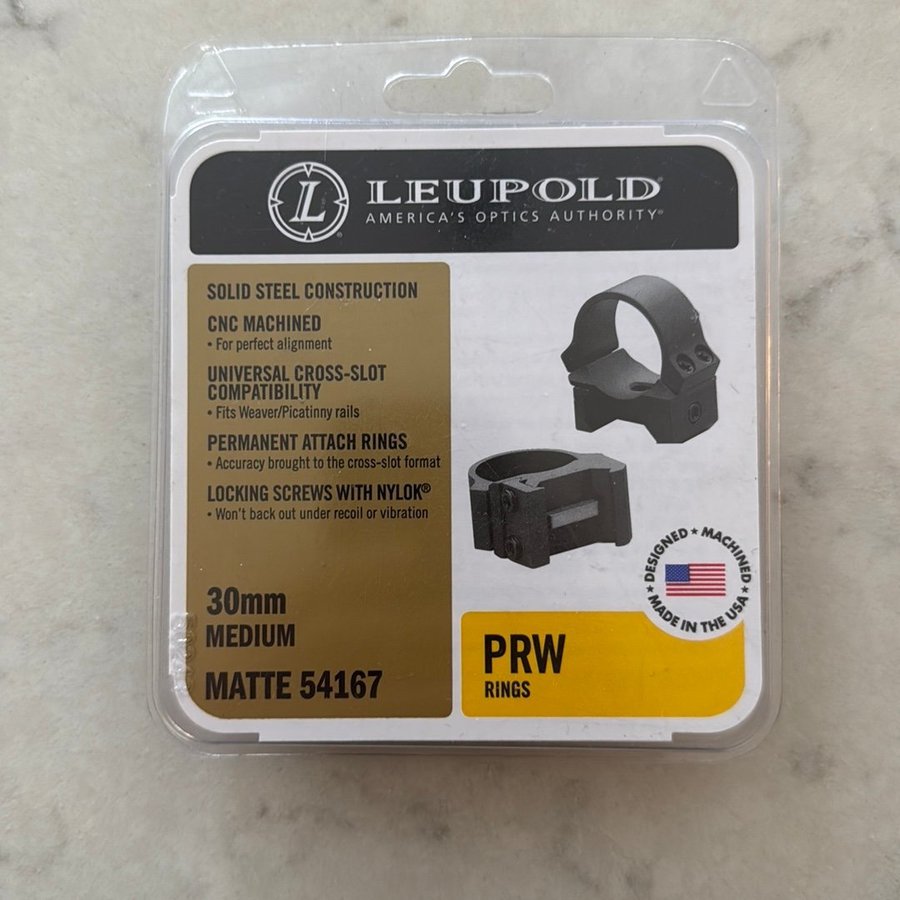 L
LEUPOLD®
AMERICA'S OPTICS AUTHORITY®
SOLID STEEL CONSTRUCTION
CNC MACHINED
• For perfect alignment
UNIVERSAL CROSS-SLOT
COMPATIBILITY
• Fits Weaver/Picatinny rails
PERMANENT ATTACH RINGS
• Accuracy brought to the cross-slot format
LOCKING SCREWS WiTH NYLOK®
• Won't back out under recoil or vibration
30mm
MEDIUM
MATTE 54167
DESIGNED ★ MACHINED
★ MADE IN THE USA ★
PRW
RiNGS